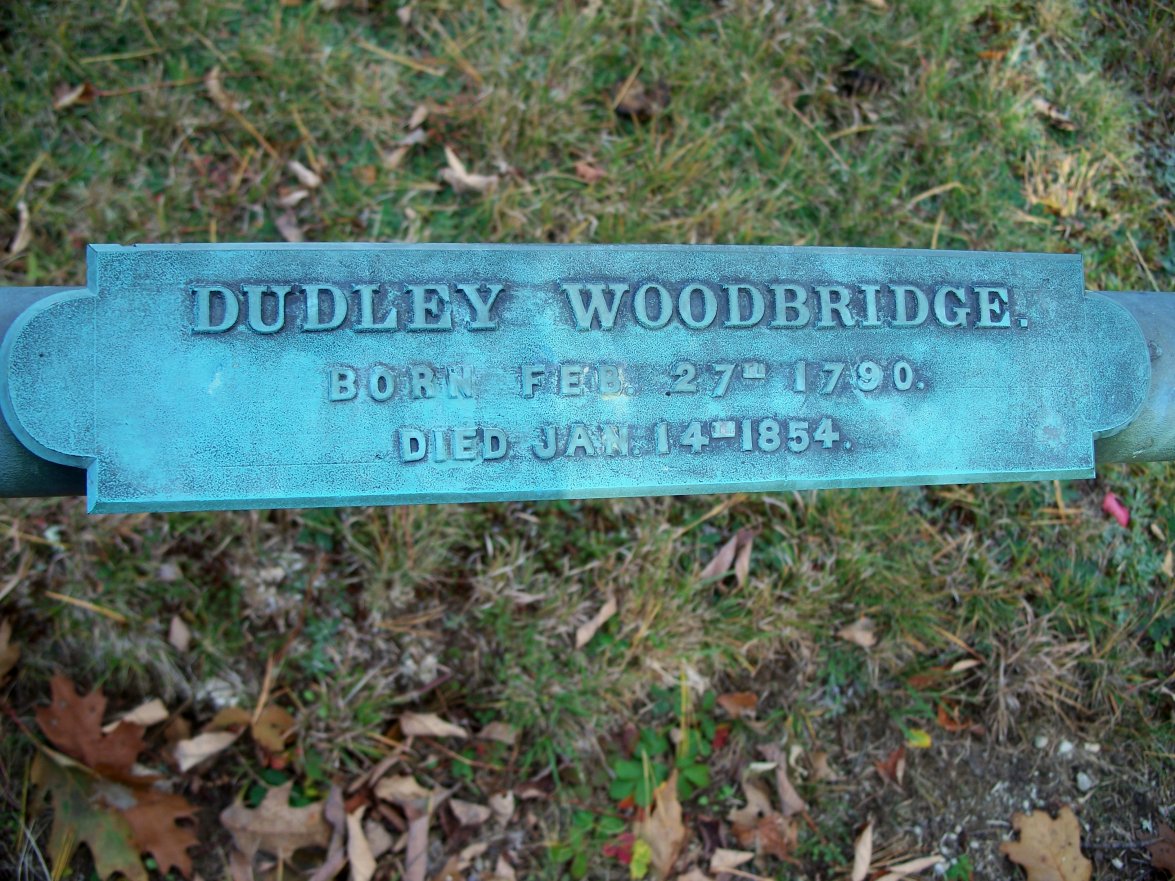 DUDLEY WOODBRIDGE.
BORN FEB. 27TH 1790.
DIED JAN. 14TH 1854.